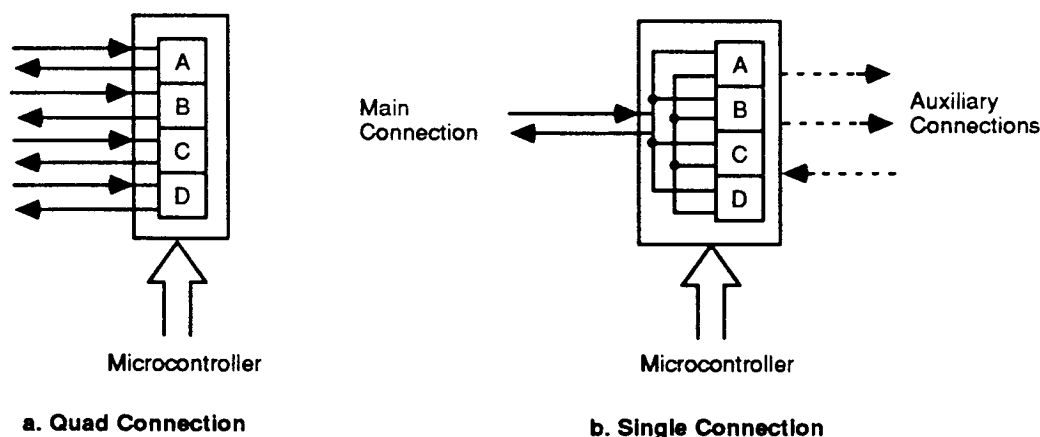 A
B
C
D
Microcontroller
a. Quad Connection
Main
Connection
A
B
C
D
Auxiliary
Connections
Microcontroller
b. Single Connection